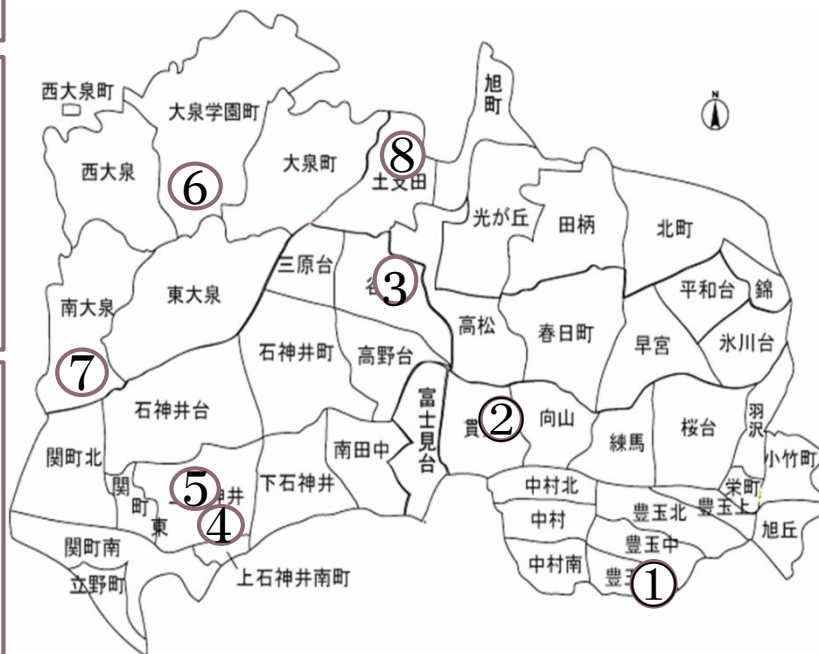 N
旭町
西大泉町
大泉学園町
⑧
大泉町
土支田
西大泉
⑥
光が丘
田柄
北町
三原台
③
平和台
錦
東大泉
南大泉
高松
春日町
早宮
氷川台
石神井町
高野台
⑦
石神井台
富士見台
②
向山
練馬
桜台
羽沢
関町北
南田中
小竹町
⑤
関町東
下石神井
中村北
栄町
豊玉上
④
中村
豊玉北
旭丘
関町南
豊玉中
中村南
①
立野町
上石神井南町